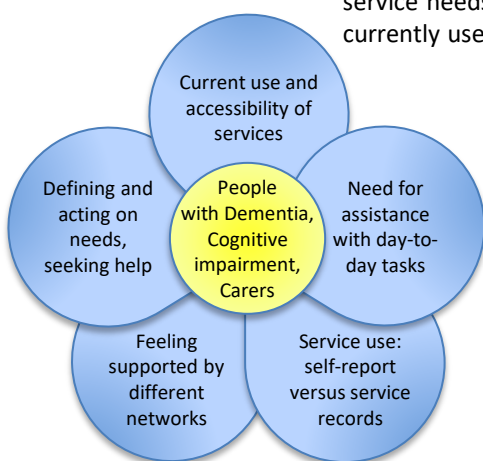 service needs
currently use
Current use and
accessibility of
services
Defining and
acting on
needs,
seeking help
People
with Dementia,
Cognitive
impairment,
Carers
Need for
assistance
with day-to-
day tasks
Feeling
supported by
different
networks
Service use:
self-report
versus service
records